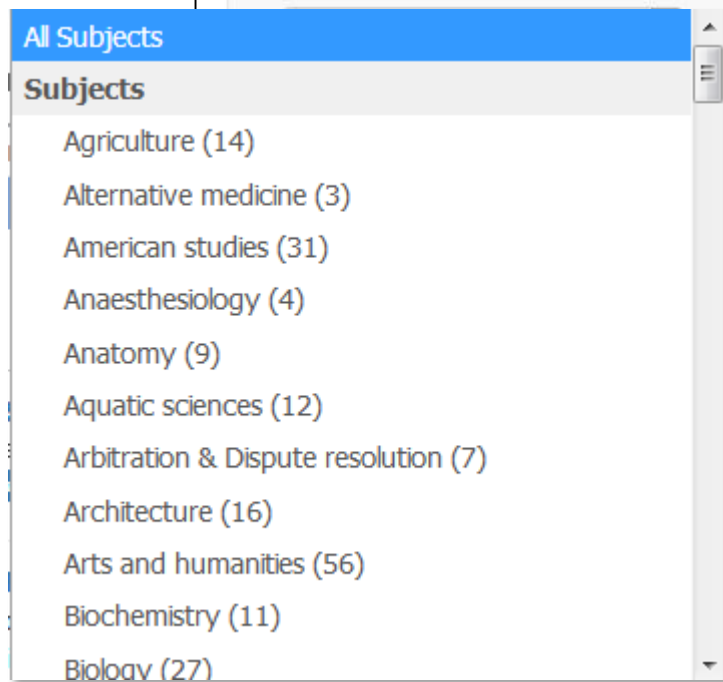 All Subjects
Subjects
Agriculture (14)
Alternative medicine (3)
American studies (31)
Anaesthesiology (4)
Anatomy (9)
Aquatic sciences (12)
Arbitration & Dispute resolution (7)
Architecture (16)
Arts and humanities (56)
Biochemistry (11)
Biology (27)